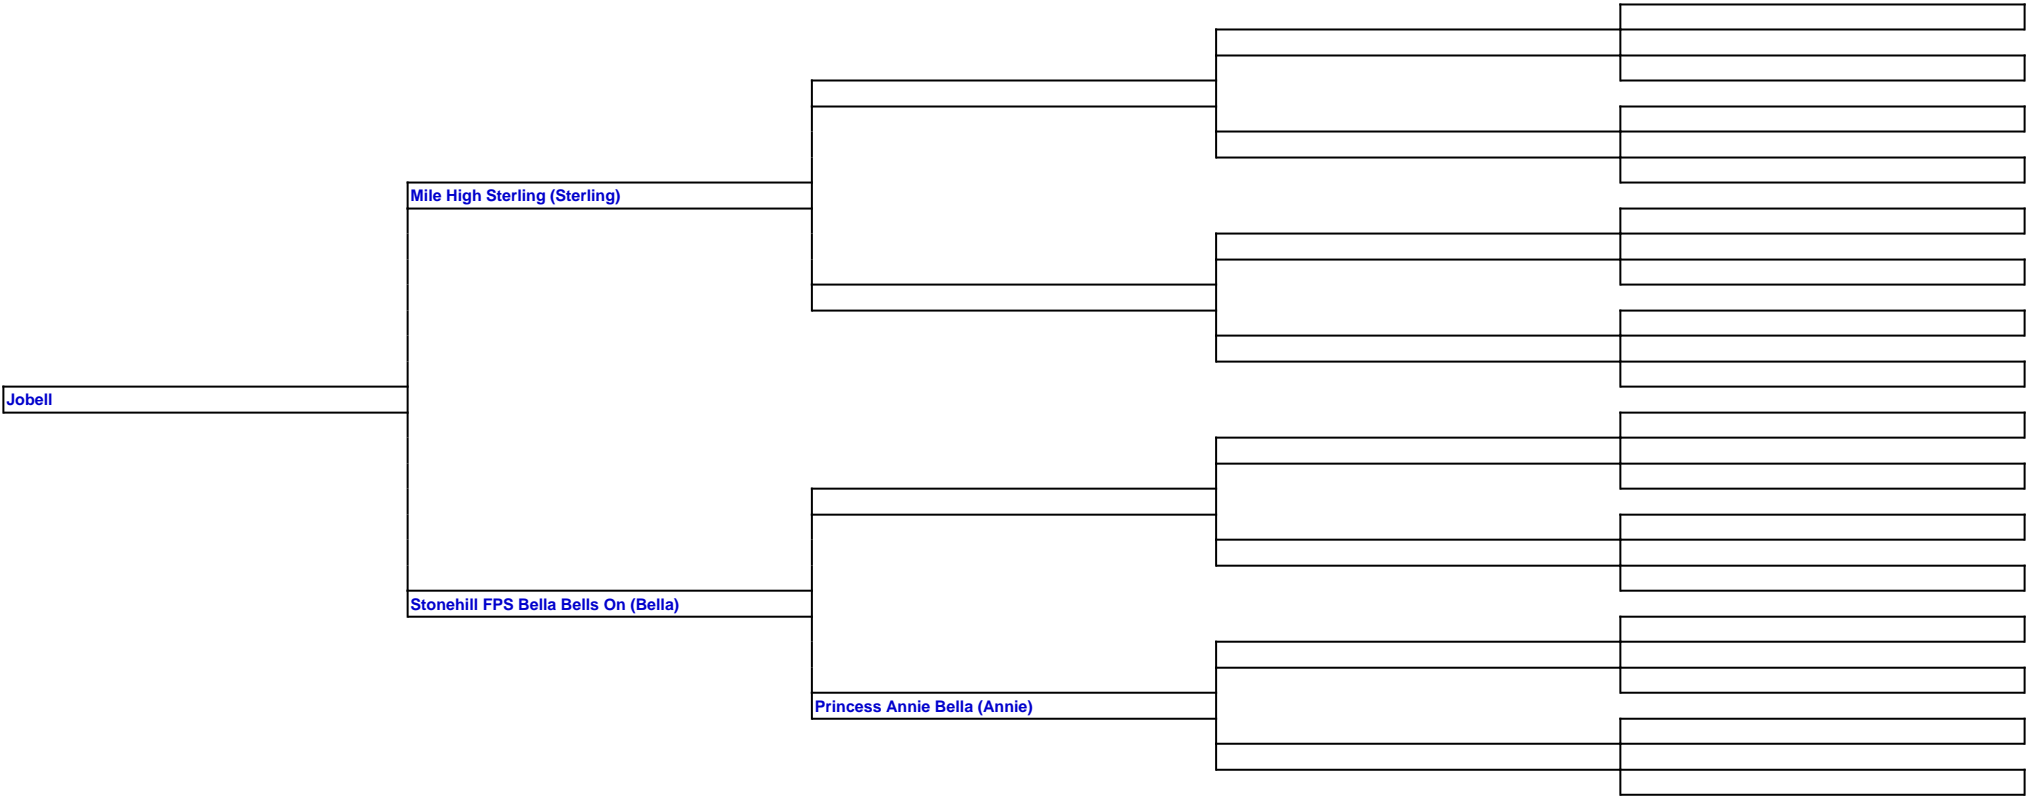 Mile High Sterling (Sterling)
Jobell
Stonehill FPS Bella Bells On (Bella)
Princess Annie Bella (Annie)